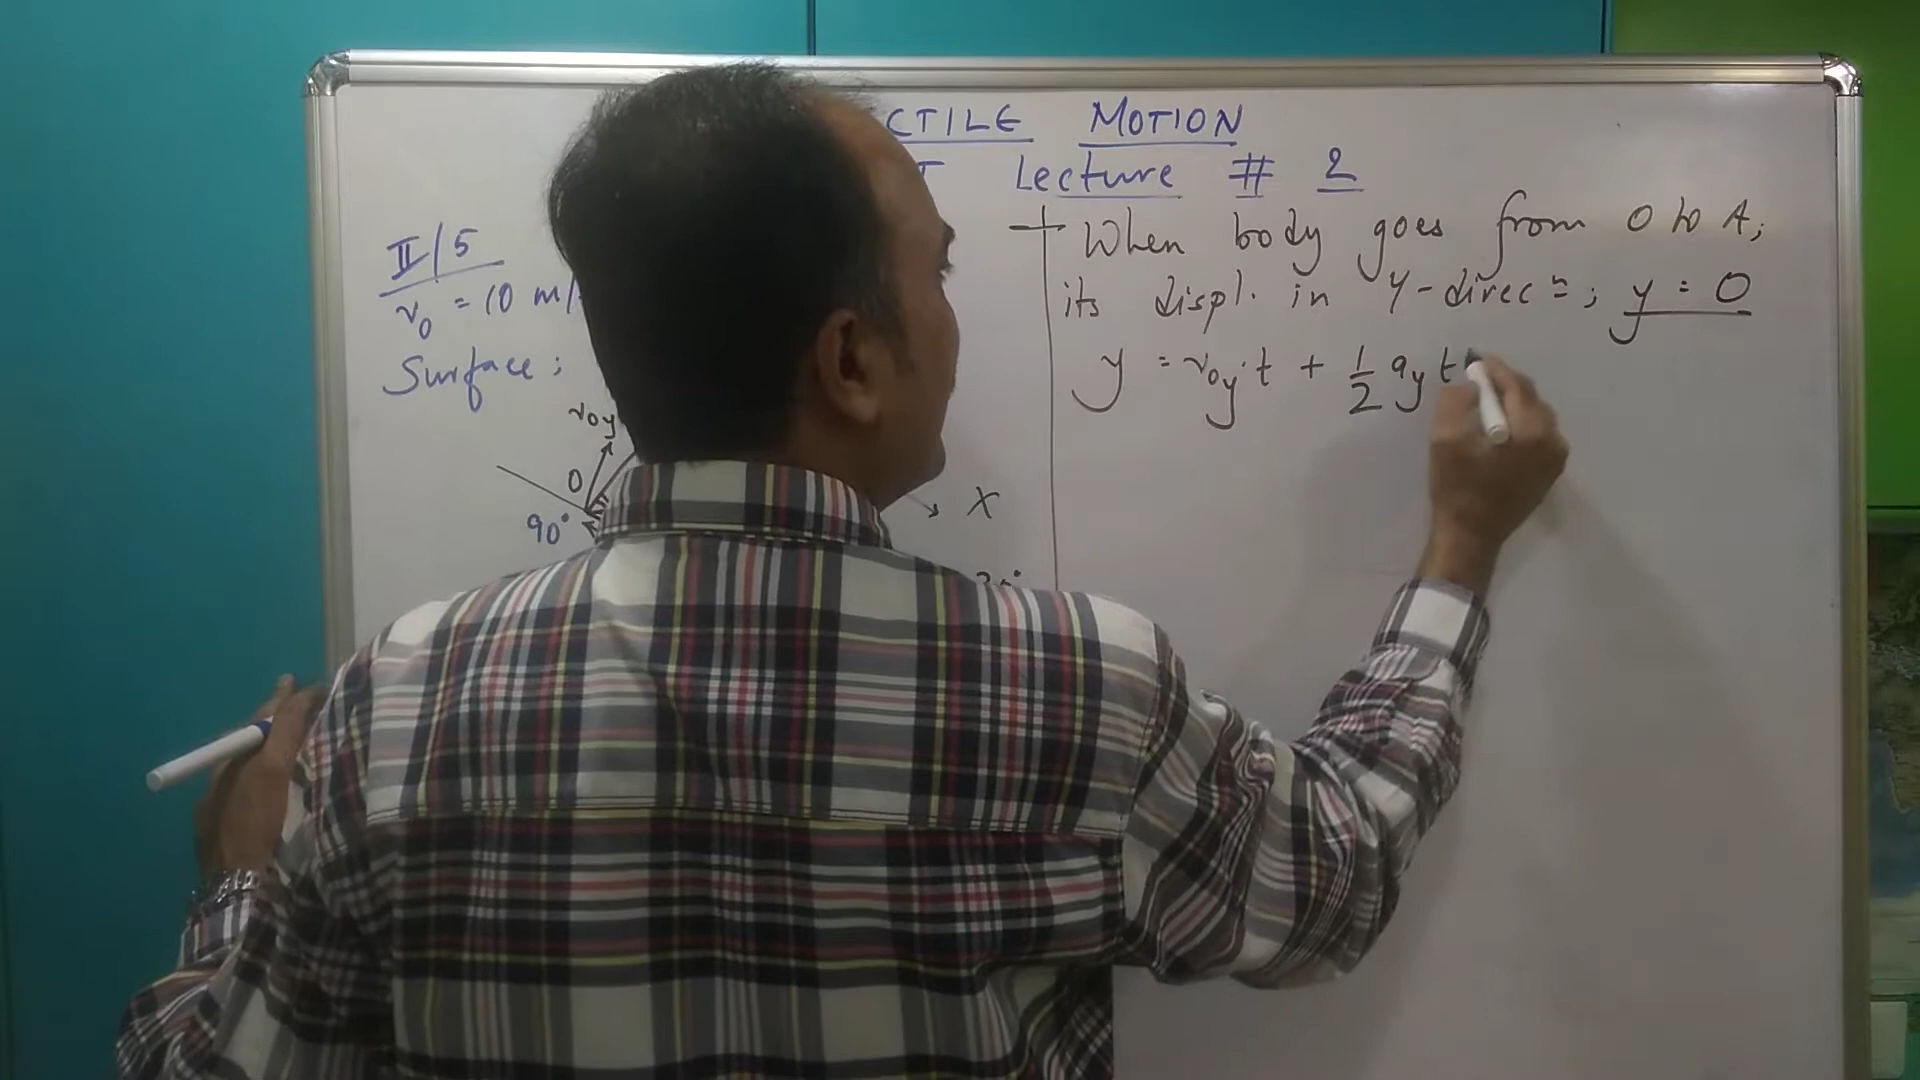 CTILE MOTION
Lecture # 2
II/5
v₀ = 10 m/
Surface ;
v₀y
O
90°
X
When body goes from O to A;
its displ. in Y-direcⁿ; y = 0
y = v₀y.t + 1/2 ay t